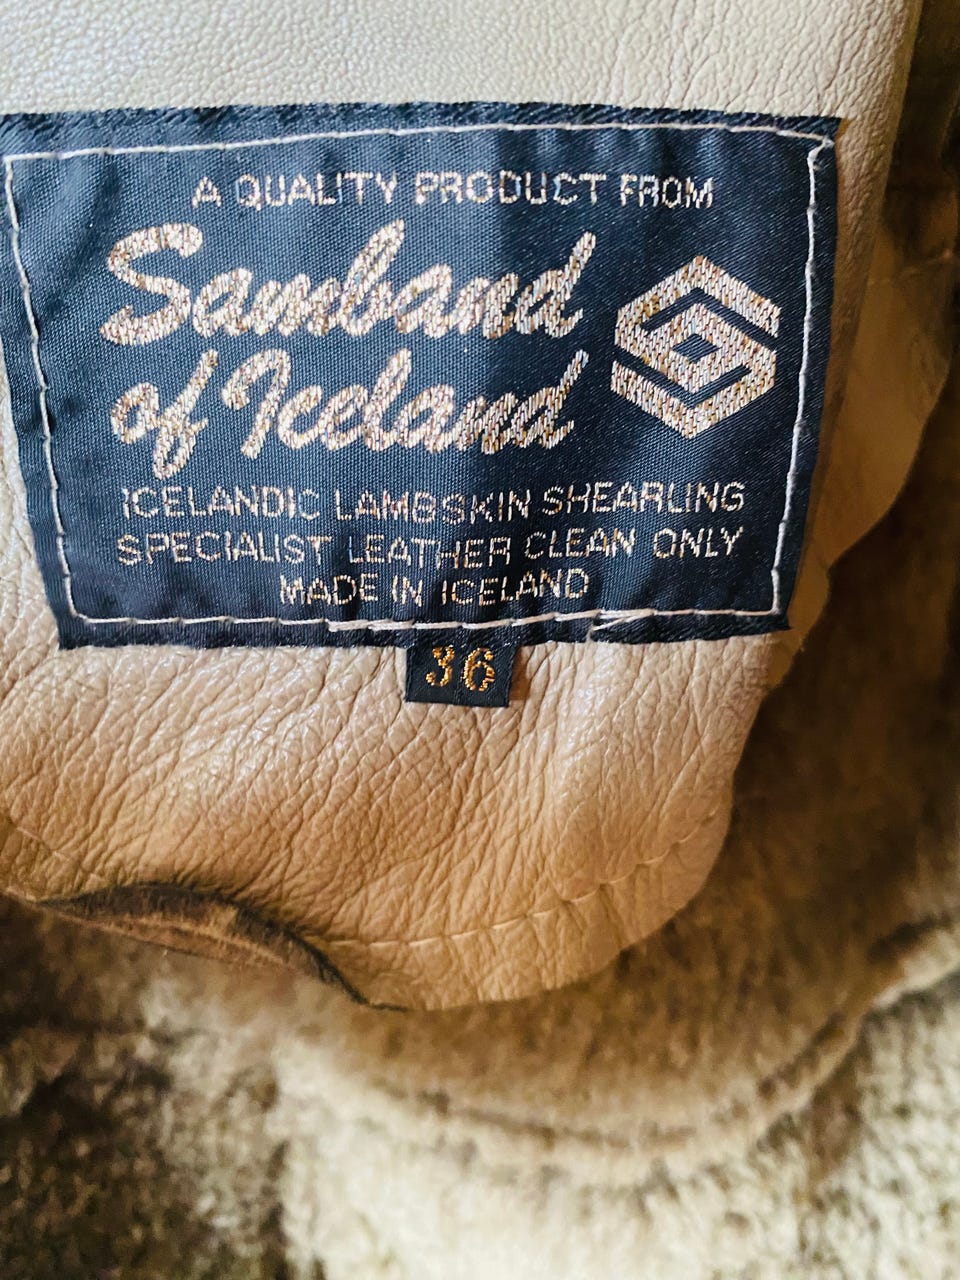 A QUALITY PRODUCT FROM
Samband
of Iceland
ICELANDIC LAMBSKIN SHEARLING
SPECIALIST LEATHER CLEAN ONLY
MADE IN ICELAND
36